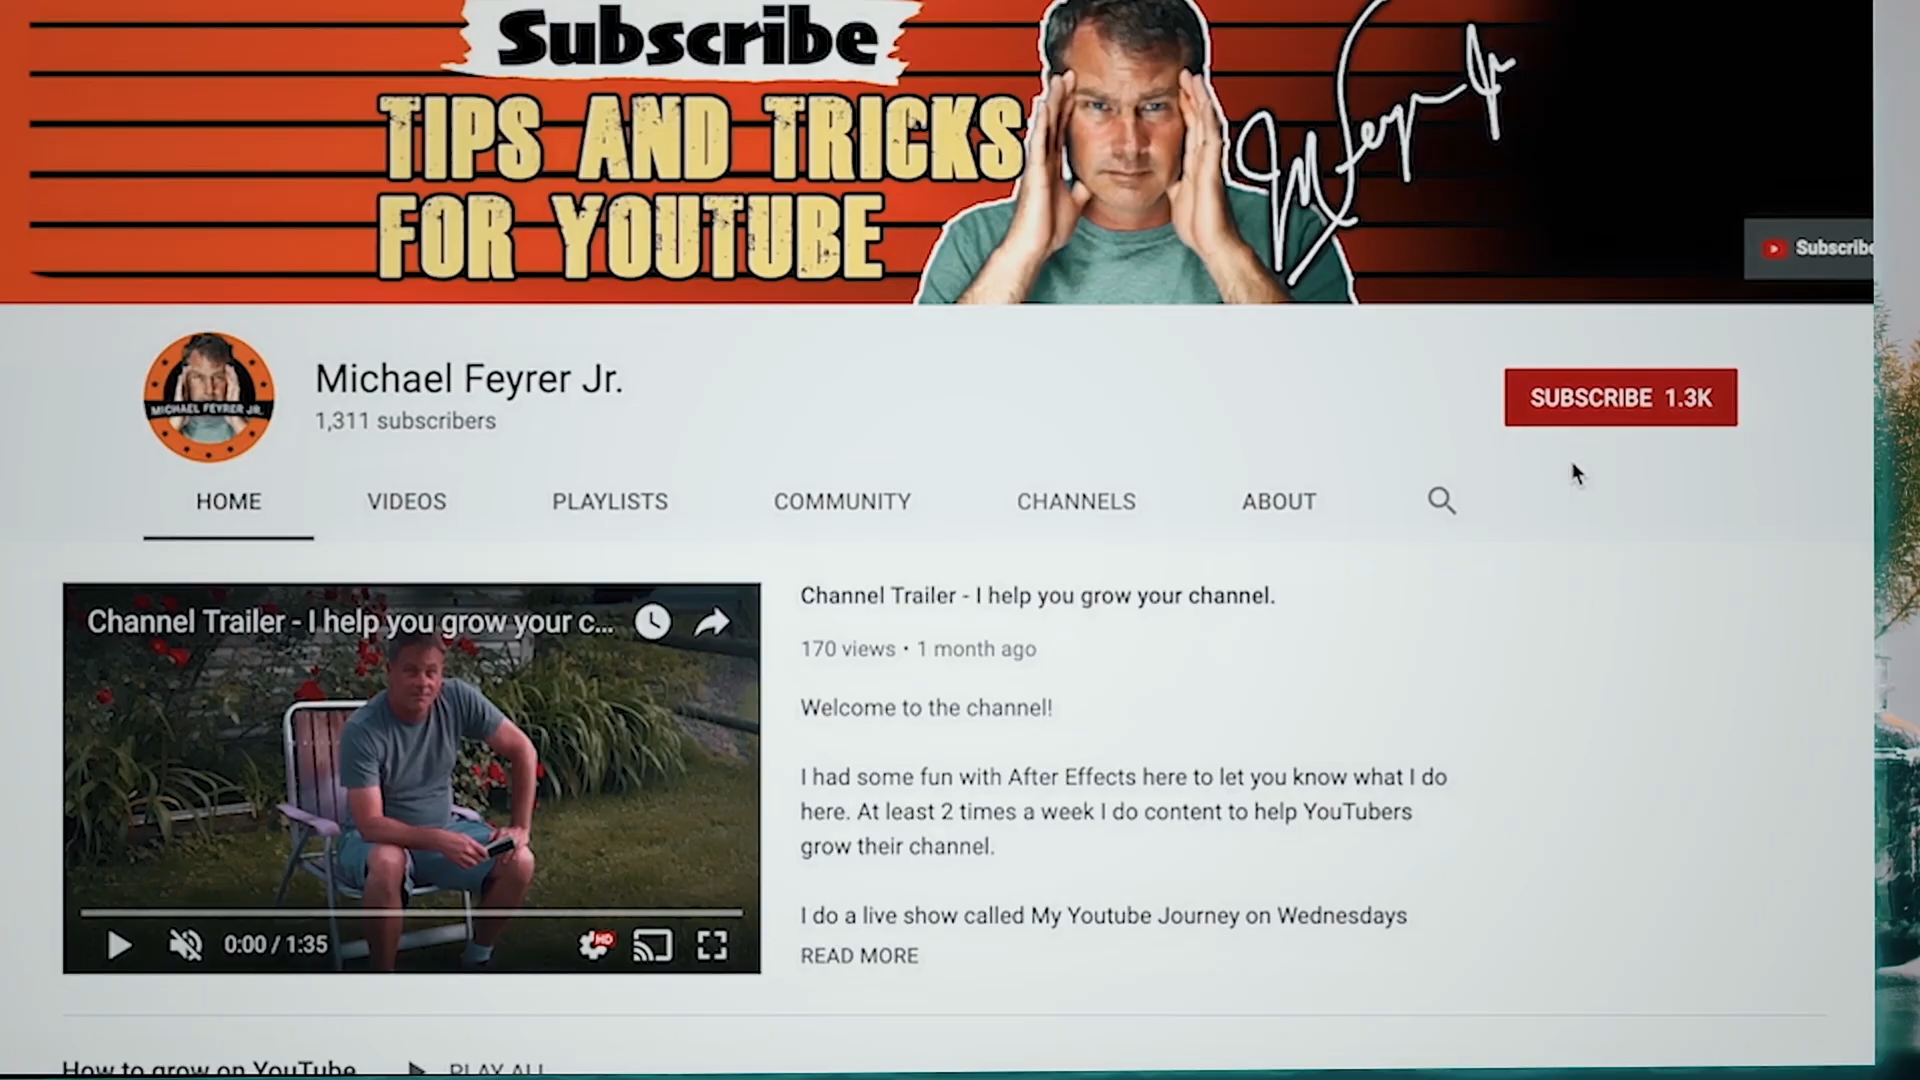 Subscribe
TIPS AND TRICKS
FOR YOUTUBE
M Feyrer Jr
Subscribe
MICHAEL FEYRER JR.
Michael Feyrer Jr.
1,311 subscribers
SUBSCRIBE 1.3K
HOME VIDEOS PLAYLISTS COMMUNITY CHANNELS ABOUT
Channel Trailer - I help you grow your c...
0:00 / 1:35
HD
Channel Trailer - I help you grow your channel.
170 views • 1 month ago
Welcome to the channel!
I had some fun with After Effects here to let you know what I do
here. At least 2 times a week I do content to help YouTubers
grow their channel.
I do a live show called My Youtube Journey on Wednesdays
READ MORE
How to grow on YouTube PLAY ALL